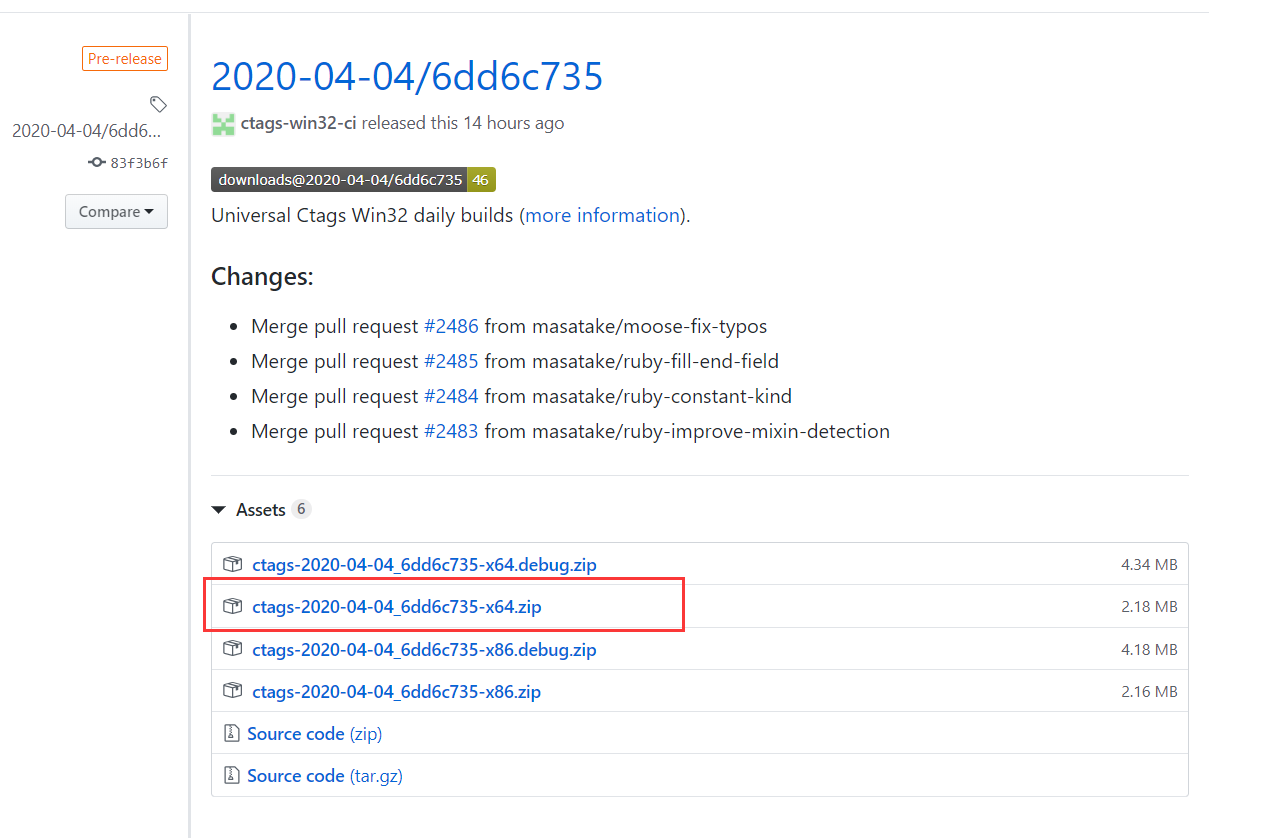 Pre-release
2020-04-04/6dd6...
83f3b6f
Compare
2020-04-04/6dd6c735
ctags-win32-ci released this 14 hours ago
downloads@2020-04-04/6dd6c735 46
Universal Ctags Win32 daily builds (more information).
Changes:
Merge pull request #2486 from masatake/moose-fix-typos
Merge pull request #2485 from masatake/ruby-fill-end-field
Merge pull request #2484 from masatake/ruby-constant-kind
Merge pull request #2483 from masatake/ruby-improve-mixin-detection
Assets 6
ctags-2020-04-04_6dd6c735-x64.debug.zip 4.34 MB
ctags-2020-04-04_6dd6c735-x64.zip 2.18 MB
ctags-2020-04-04_6dd6c735-x86.debug.zip 4.18 MB
ctags-2020-04-04_6dd6c735-x86.zip 2.16 MB
Source code (zip)
Source code (tar.gz)